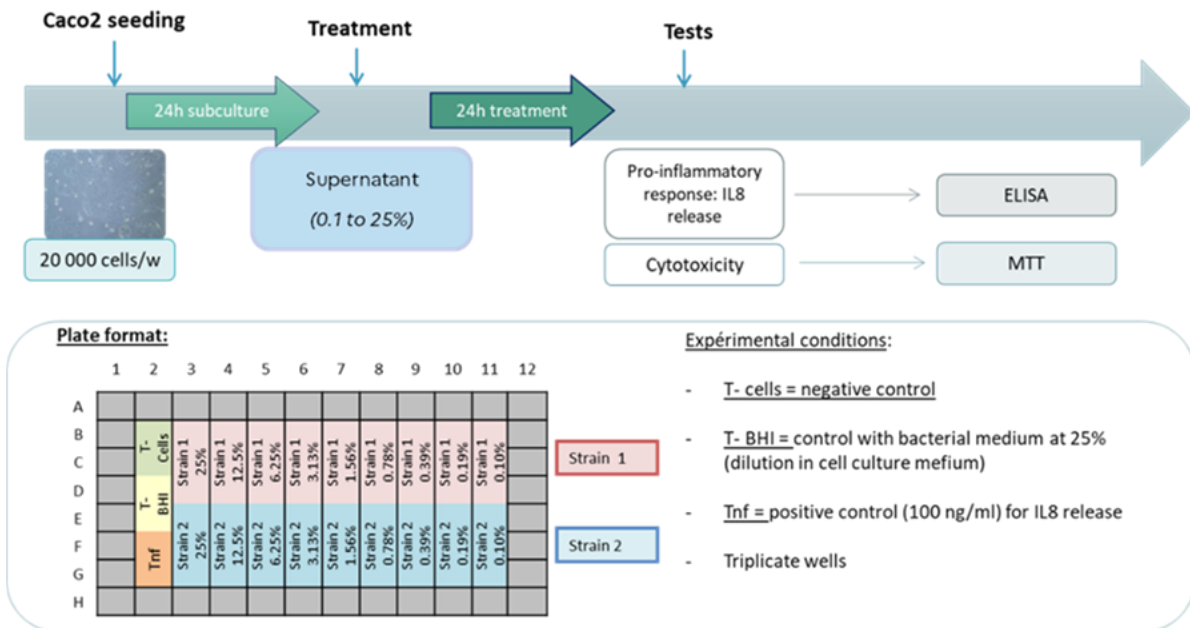 Caco2 seeding
Treatment
Tests
24h subculture
24h treatment
20 000 cells/w
Supernatant
(0.1 to 25%)
Pro-inflammatory
response: IL8
release
ELISA
Cytotoxicity
MTT
Plate format:
1 2 3 4 5 6 7 8 9 10 11 12
A
B
C
D
E
F
G
H
T-
Cells
T-
BHI
Tnf
Strain 1
25%
Strain 1
12.5%
Strain 1
6.25%
Strain 1
3.13%
Strain 1
1.56%
Strain 1
0.78%
Strain 1
0.39%
Strain 1
0.19%
Strain 1
0.10%
Strain 2
25%
Strain 2
12.5%
Strain 2
6.25%
Strain 2
3.13%
Strain 2
1.56%
Strain 2
0.78%
Strain 2
0.39%
Strain 2
0.19%
Strain 2
0.10%
Strain 1
Strain 2
Expérimental conditions:
- T- cells = negative control
- T- BHI = control with bacterial medium at 25%
(dilution in cell culture mefium)
- Tnf = positive control (100 ng/ml) for IL8 release
- Triplicate wells